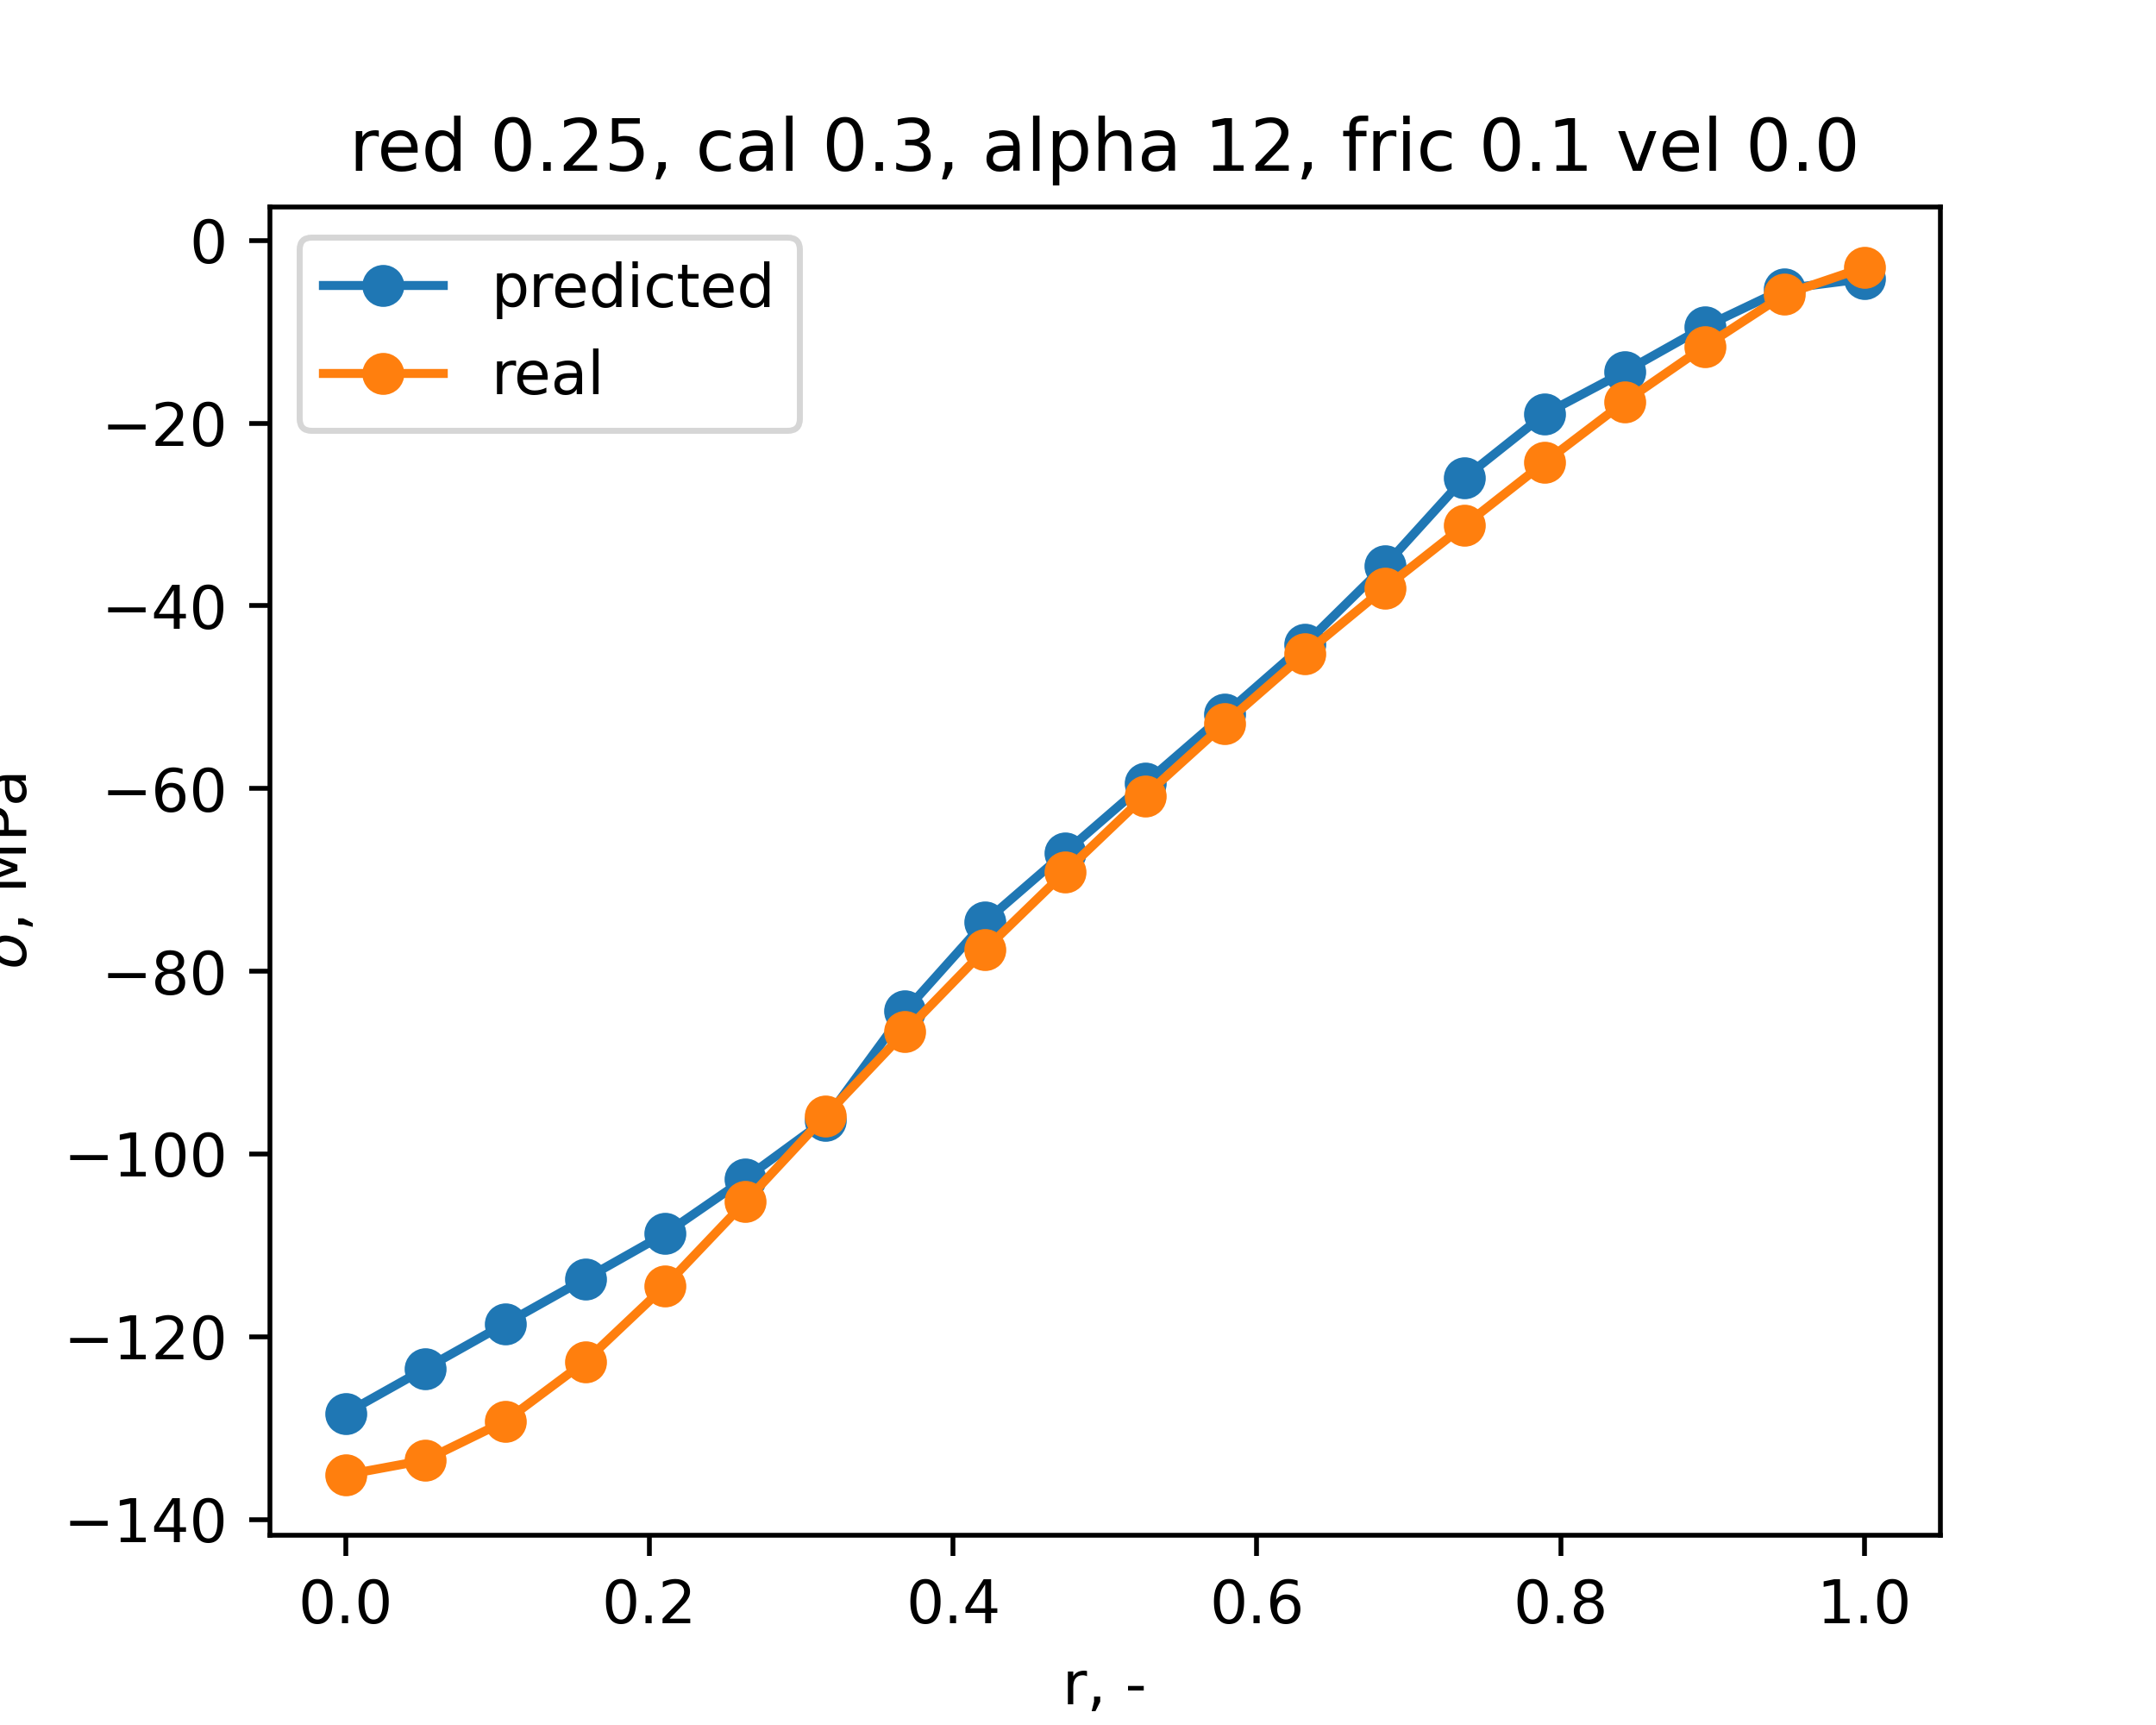 red 0.25, cal 0.3, alpha 12, fric 0.1 vel 0.0
predicted
real
0
−20
−40
−60
−80
−100
−120
−140
, MPa
0.0 0.2 0.4 0.6 0.8 1.0
r, -